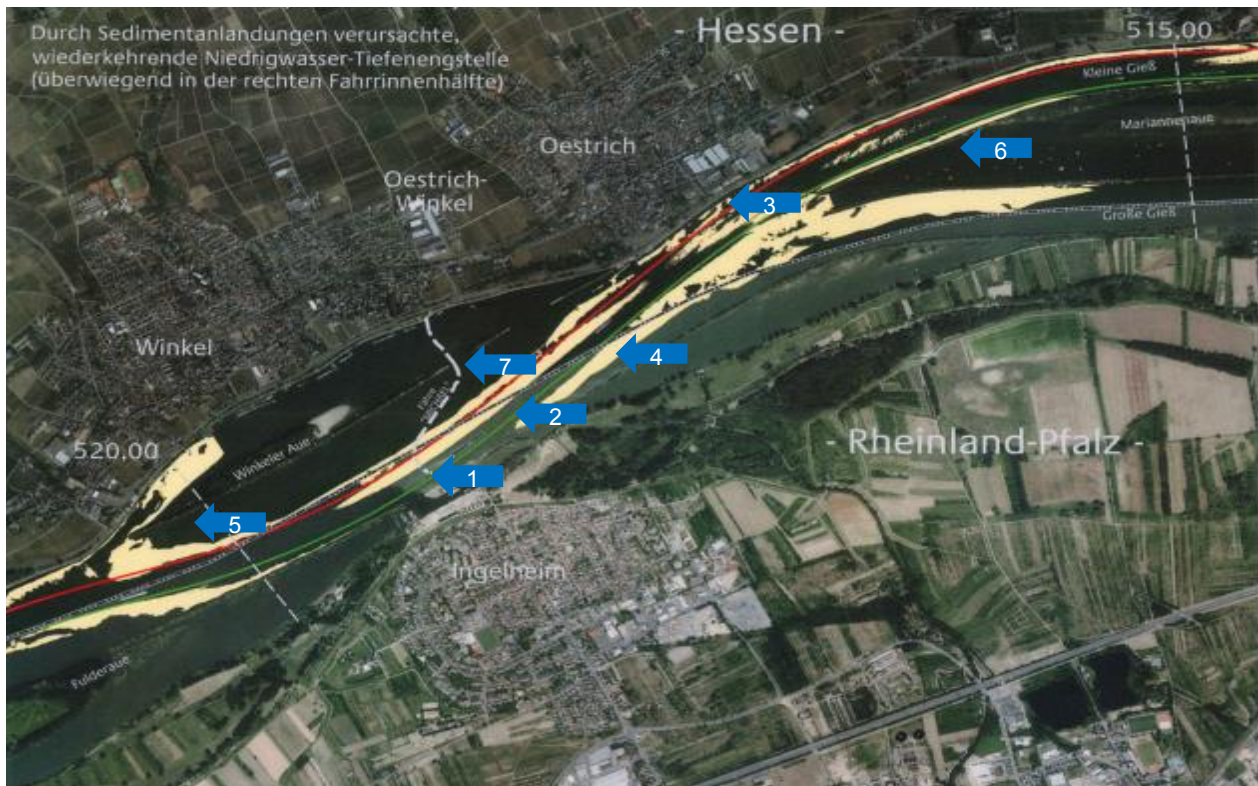 Durch Sedimentanlandungen verursachte,
wiederkehrende Niedrigwasser-Tiefenengstelle
(überwiegend in der rechten Fahrrinnenhälfte)
- Hessen -
515,00
Kleine Gieß
Mariannenaue
6
Oestrich
Oestrich-
Winkel
3
Große Gieß
Winkel
7
4
2
- Rheinland-Pfalz -
520,00
Winkeler Aue
1
5
Ingelheim
Fulderaue